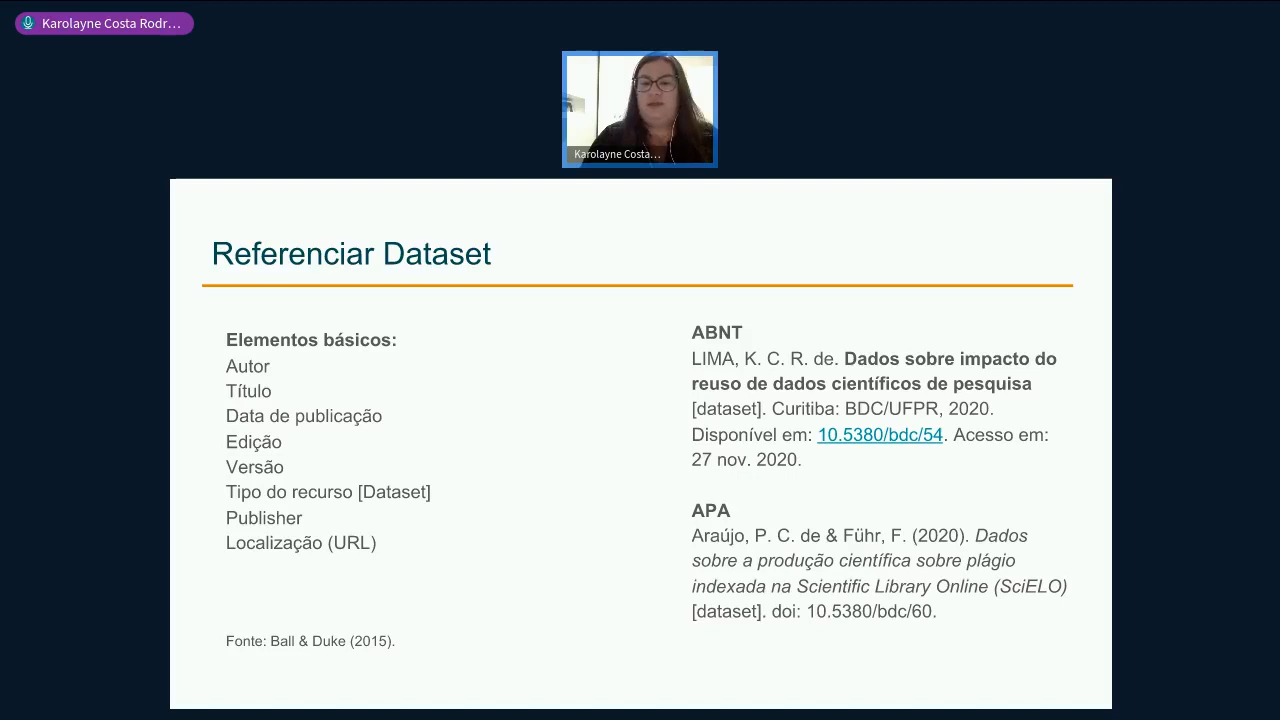 Karolayne Costa Rodr…
Karolayne Costa…
Referenciar Dataset
Elementos básicos:
Autor
Título
Data de publicação
Edição
Versão
Tipo do recurso [Dataset]
Publisher
Localização (URL)
Fonte: Ball & Duke (2015).
ABNT
LIMA, K. C. R. de. Dados sobre impacto do
reuso de dados científicos de pesquisa
[dataset]. Curitiba: BDC/UFPR, 2020.
Disponível em: 10.5380/bdc/54. Acesso em:
27 nov. 2020.
APA
Araújo, P. C. de & Führ, F. (2020). Dados
sobre a produção científica sobre plágio
indexada na Scientific Library Online (SciELO)
[dataset]. doi: 10.5380/bdc/60.